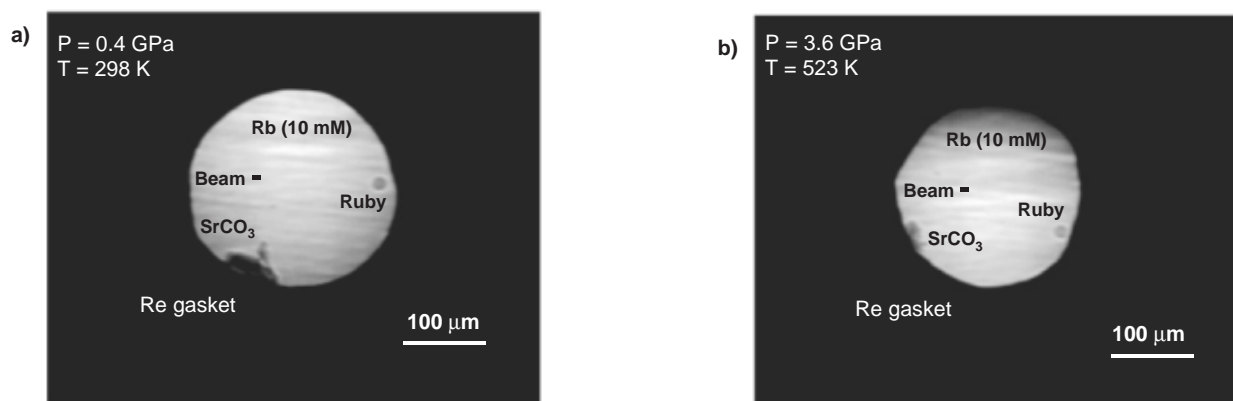 a)
P = 0.4 GPa
T = 298 K
Rb (10 mM)
Beam
Ruby
SrCO₃
Re gasket
100 μm
b)
P = 3.6 GPa
T = 523 K
Rb (10 mM)
Beam
Ruby
SrCO₃
Re gasket
100 μm